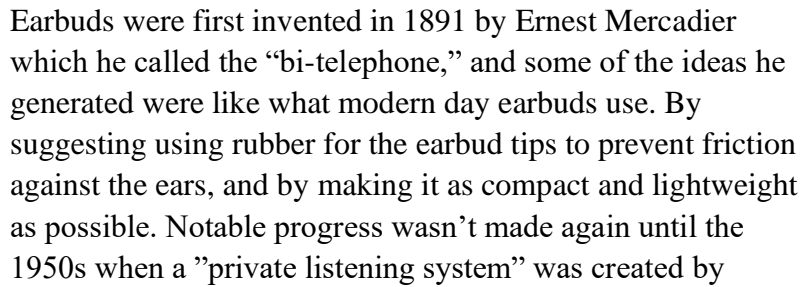 Earbuds were first invented in 1891 by Ernest Mercadier
which he called the “bi-telephone,” and some of the ideas he
generated were like what modern day earbuds use. By
suggesting using rubber for the earbud tips to prevent friction
against the ears, and by making it as compact and lightweight
as possible. Notable progress wasn’t made again until the
1950s when a ”private listening system” was created by